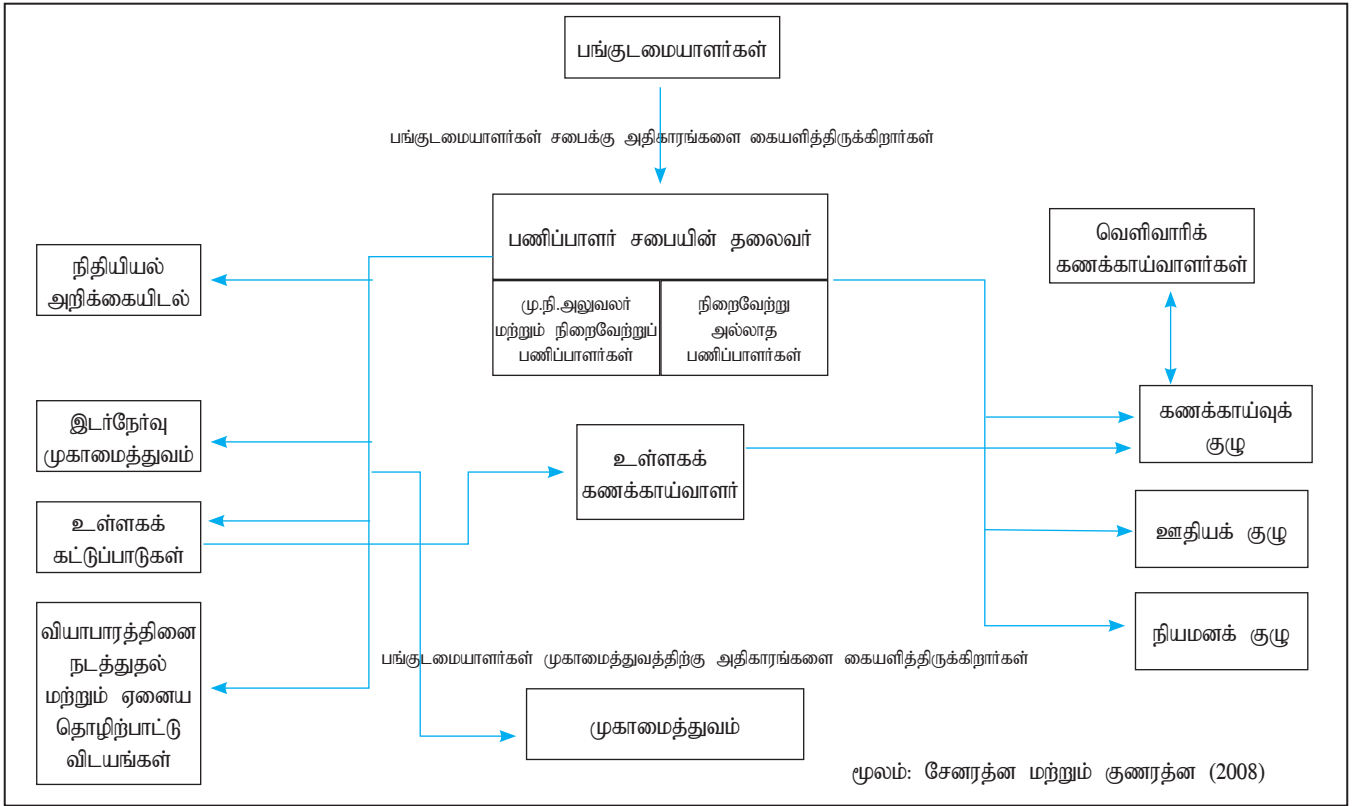 பங்குடமையாளர்கள்
பங்குடமையாளர்கள் சபைக்கு அதிகாரங்களை கையளித்திருக்கிறார்கள்
பணிப்பாளர் சபையின் தலைவர்
மு.நி.அலுவலர்
மற்றும் நிறைவேற்றுப்
பணிப்பாளர்கள்
நிறைவேற்று
அல்லாத
பணிப்பாளர்கள்
வெளிவாரிக்
கணக்காய்வாளர்கள்
நிதியியல்
அறிக்கையிடல்
இடர்நேர்வு
முகாமைத்துவம்
உள்ளகக்
கணக்காய்வாளர்
கணக்காய்வுக்
குழு
உள்ளகக்
கட்டுப்பாடுகள்
ஊதியக் குழு
வியாபாரத்தினை
நடத்துதல்
மற்றும் ஏனைய
தொழிற்பாட்டு
விடயங்கள்
நியமனக் குழு
பங்குடமையாளர்கள் முகாமைத்துவத்திற்கு அதிகாரங்களை கையளித்திருக்கிறார்கள்
முகாமைத்துவம்
மூலம்: சேனரத்ன மற்றும் குணரத்ன (2008)